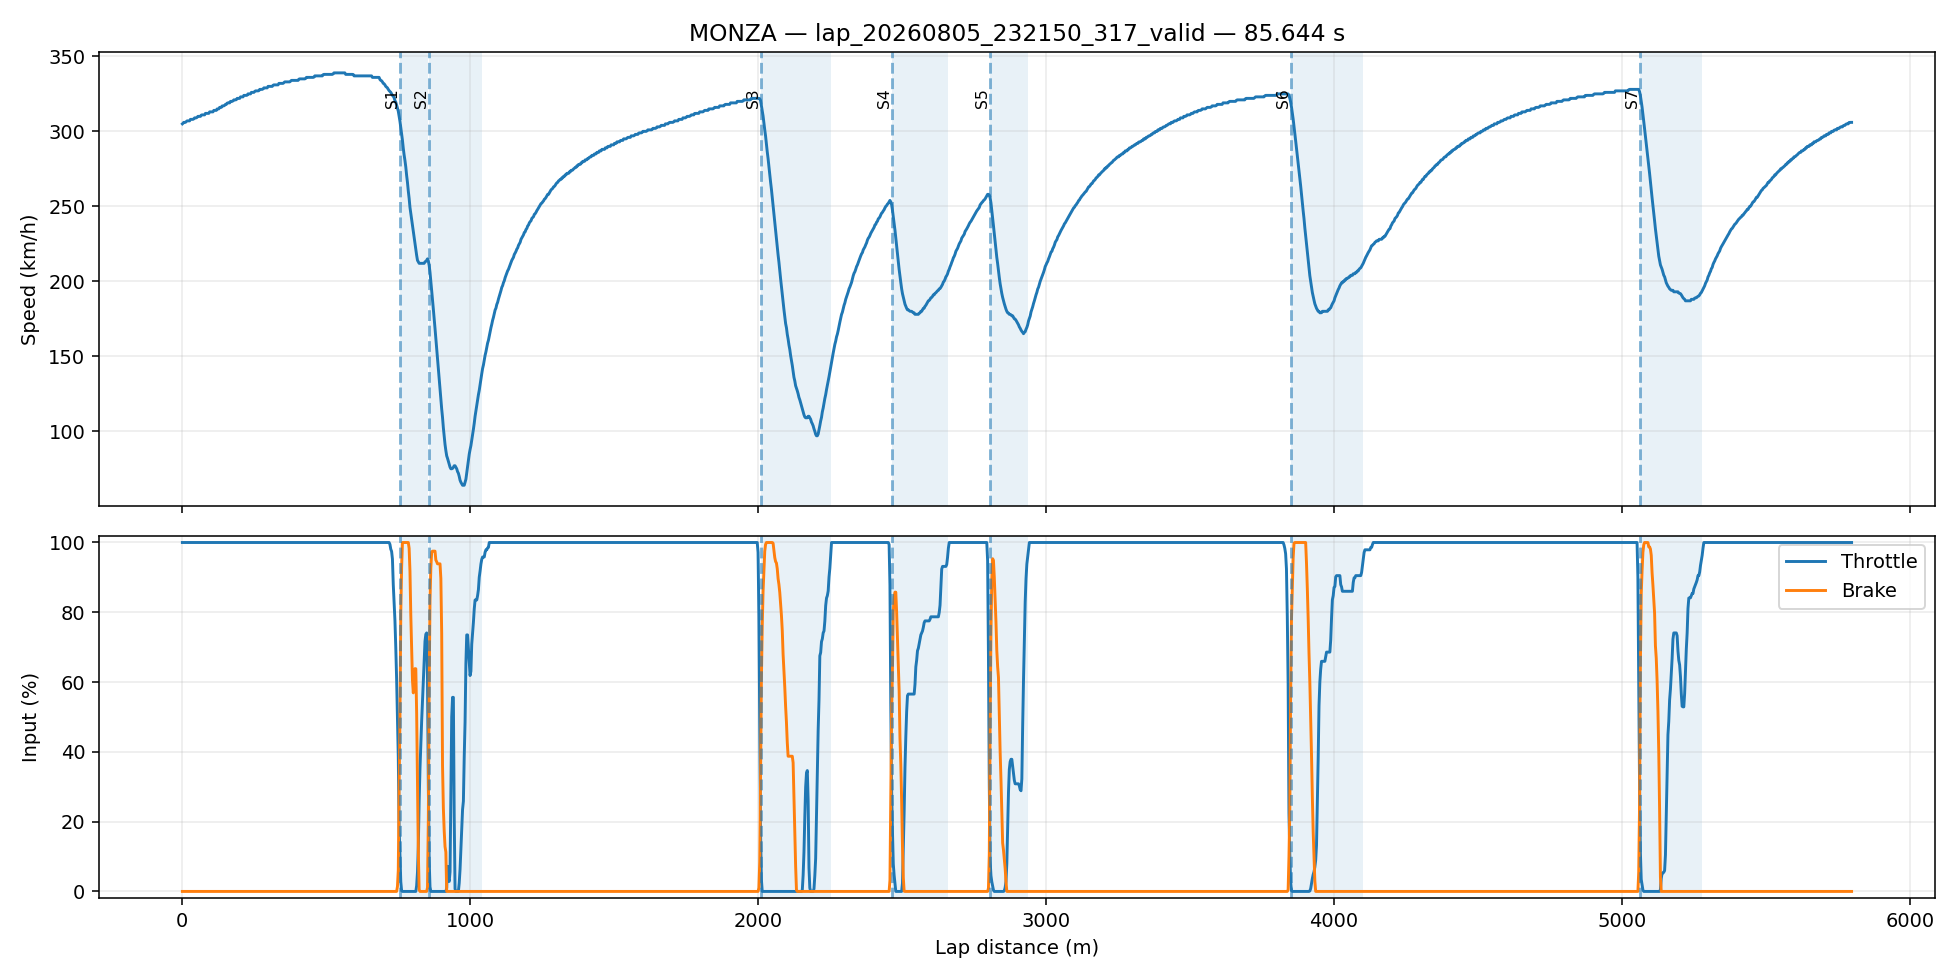 MONZA — lap_20260805_232150_317_valid — 85.644 s
350
300
250
200
150
100
Speed (km/h)
S1
S2
S3
S4
S5
S6
S7
100
80
60
40
20
0
Input (%)
Throttle
Brake
0
1000
2000
3000
4000
5000
6000
Lap distance (m)